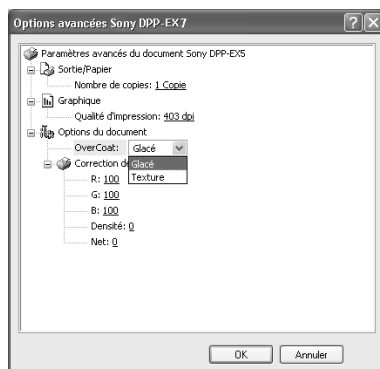 Options avancées Sony DPP-EX7
Paramètres avancés du document Sony DPP-EX5
Sortie/Papier
Nombre de copies: 1 Copie
Graphique
Qualité d'impression: 403 dpi
Options du document
OverCoat: Glacé
Correction de
Glacé
Texture
R: 100
G: 100
B: 100
Densité: 0
Net: 0
OK
Annuler